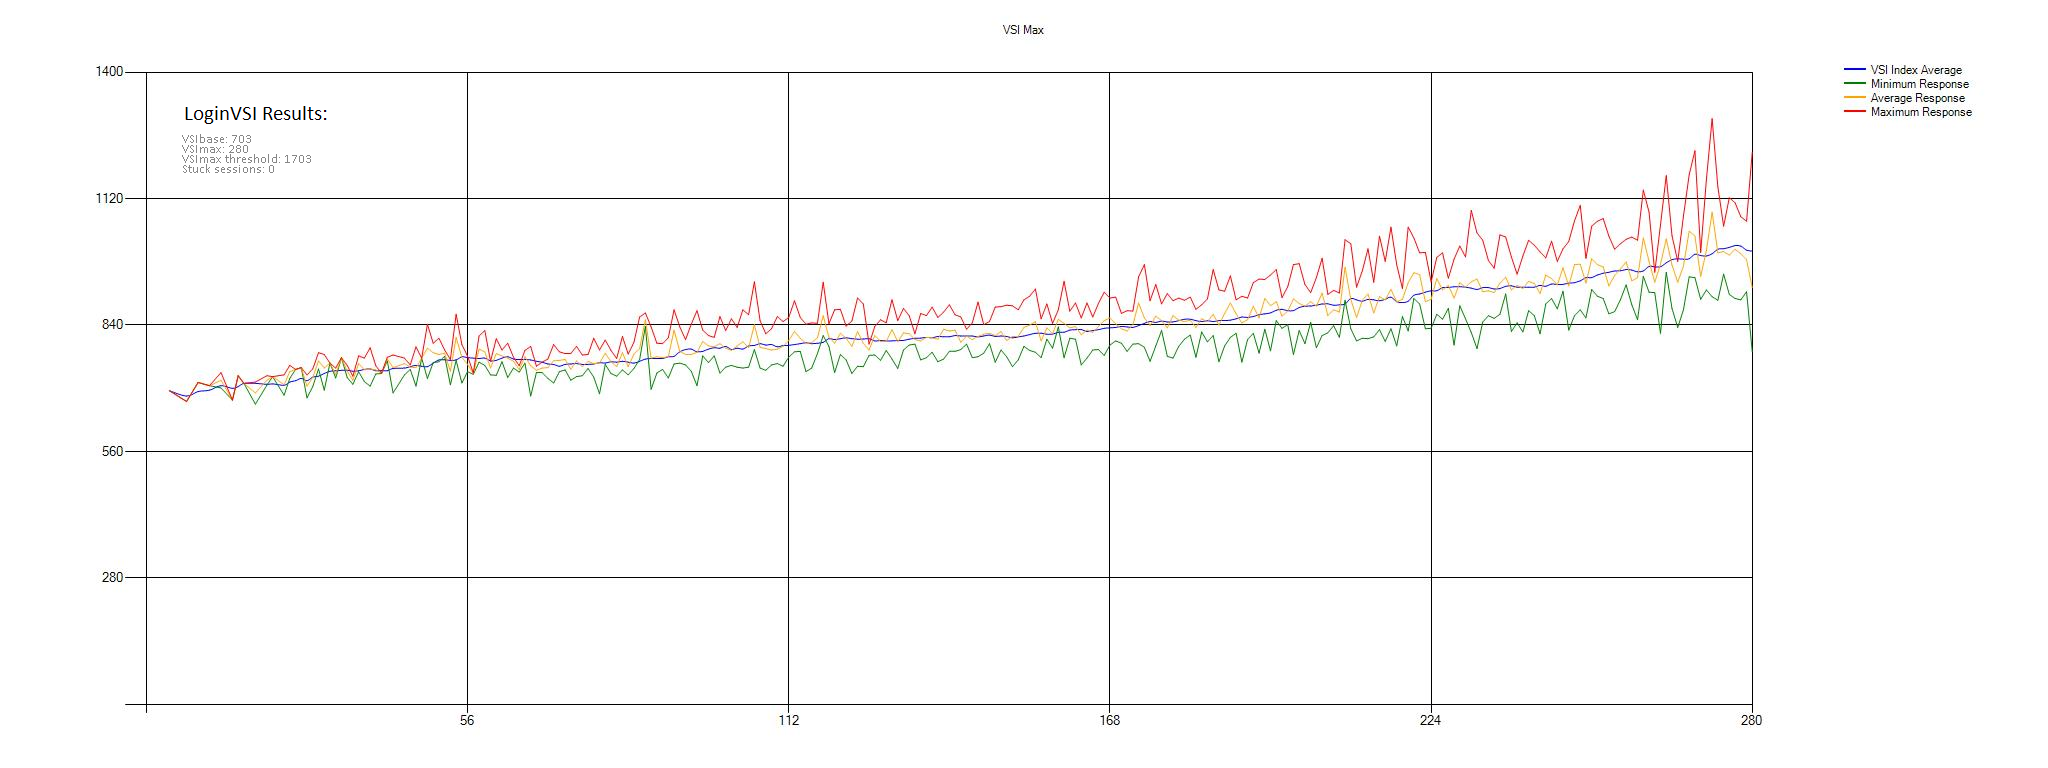 VSI Max
1400
1120
840
560
280
LoginVSI Results:
VSIbase: 703
VSImax: 280
VSImax threshold: 1703
Stuck sessions: 0
VSI Index Average
Minimum Response
Average Response
Maximum Response
56
112
168
224
280